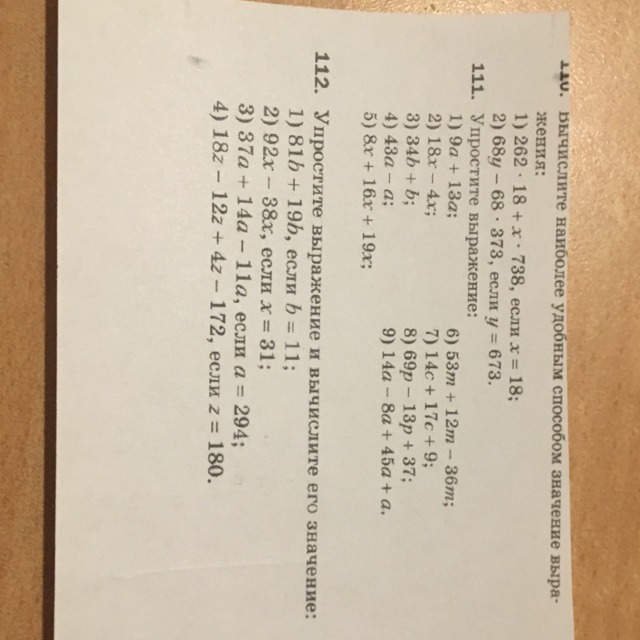 110. Вычислите наиболее удобным способом значение выра-
жения:
1) 262 · 18 + x · 738, если x = 18;
2) 68y − 68 · 373, если y = 673.
111. Упростите выражение:
1) 9a + 13a; 6) 53m + 12m − 36m;
2) 18x − 4x; 7) 14c + 17c + 9;
3) 34b + b; 8) 69p − 13p + 37;
4) 43a − a; 9) 14a − 8a + 45a + a.
5) 8x + 16x + 19x;
112. Упростите выражение и вычислите его значение:
1) 81b + 19b, если b = 11;
2) 92x − 38x, если x = 31;
3) 37a + 14a − 11a, если a = 294;
4) 18z − 12z + 4z − 172, если z = 180.